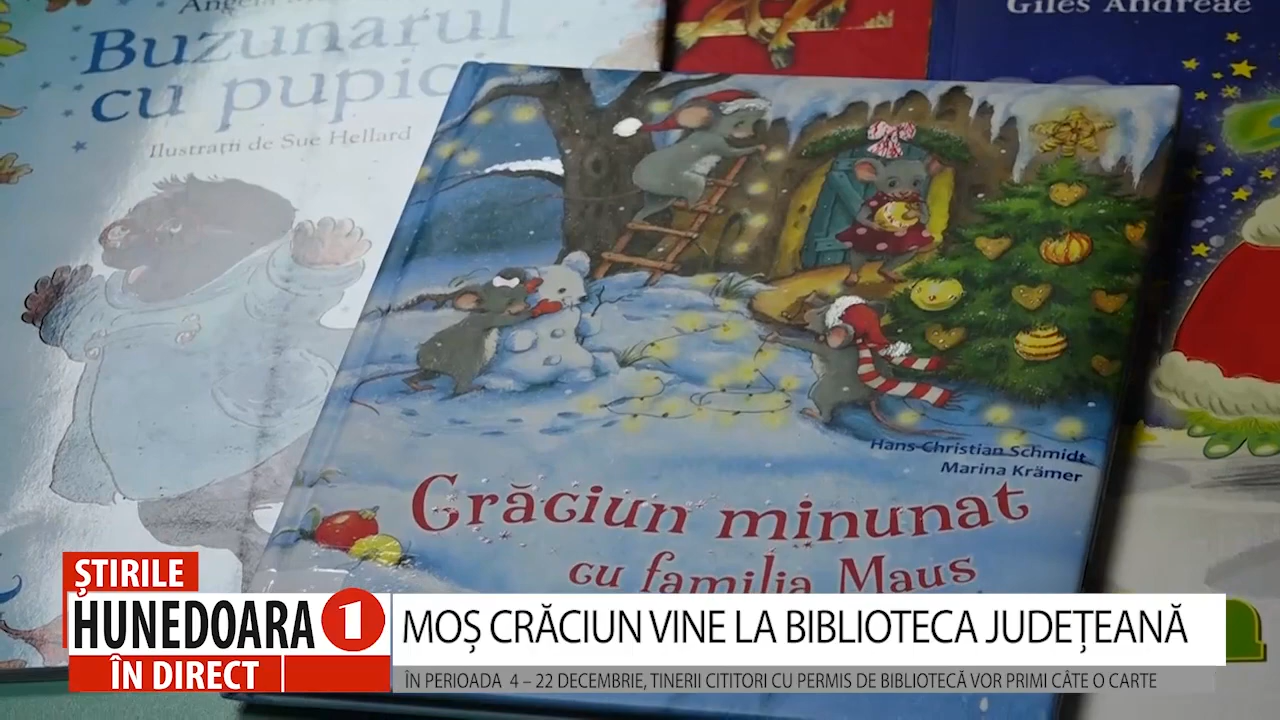 Angela
Buzunarul
cu pupici
Ilustrații de Sue Hellard
Giles Andreae
Hans-Christian Schmidt
Marina Krämer
Crăciun minunat
cu familia Maus
ȘTIRILE
HUNEDOARA 1
ÎN DIRECT
MOȘ CRĂCIUN VINE LA BIBLIOTECA JUDEȚEANĂ
ÎN PERIOADA 4 – 22 DECEMBRIE, TINERII CITITORI CU PERMIS DE BIBLIOTECĂ VOR PRIMI CÂTE O CARTE